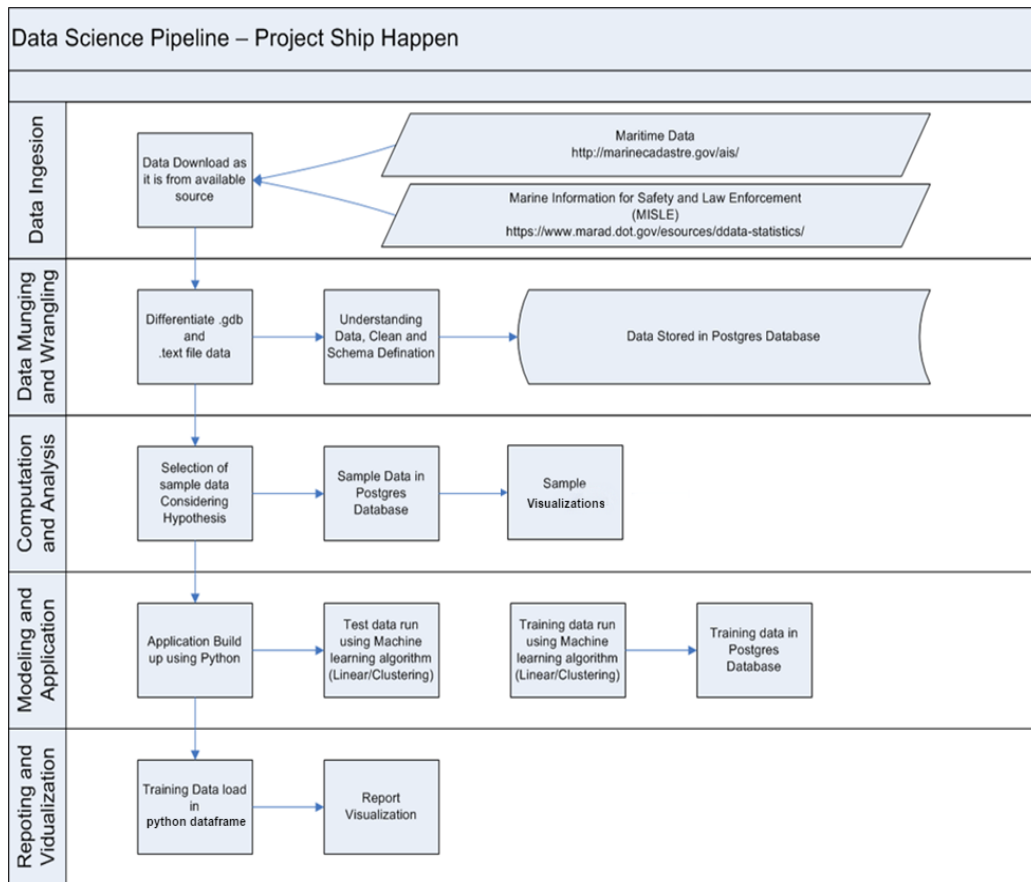 Data Science Pipeline – Project Ship Happen
Data Ingesion
Data Download as
it is from available
source
Maritime Data
http://marinecadastre.gov/ais/
Marine Information for Safety and Law Enforcement
(MISLE)
https://www.marad.dot.gov/esources/ddata-statistics/
Data Munging
and Wrangling
Differentiate .gdb
and
.text file data
Understanding
Data, Clean and
Schema Defination
Data Stored in Postgres Database
Computation
and Analysis
Selection of
sample data
Considering
Hypothesis
Sample Data in
Postgres
Database
Sample
Visualizations
Modeling and
Application
Application Build
up using Python
Test data run
using Machine
learning algorithm
(Linear/Clustering)
Training data run
using Machine
learning algorithm
(Linear/Clustering)
Training data in
Postgres
Database
Repoting and
Vidualization
Training Data load
in
python dataframe
Report
Visualization